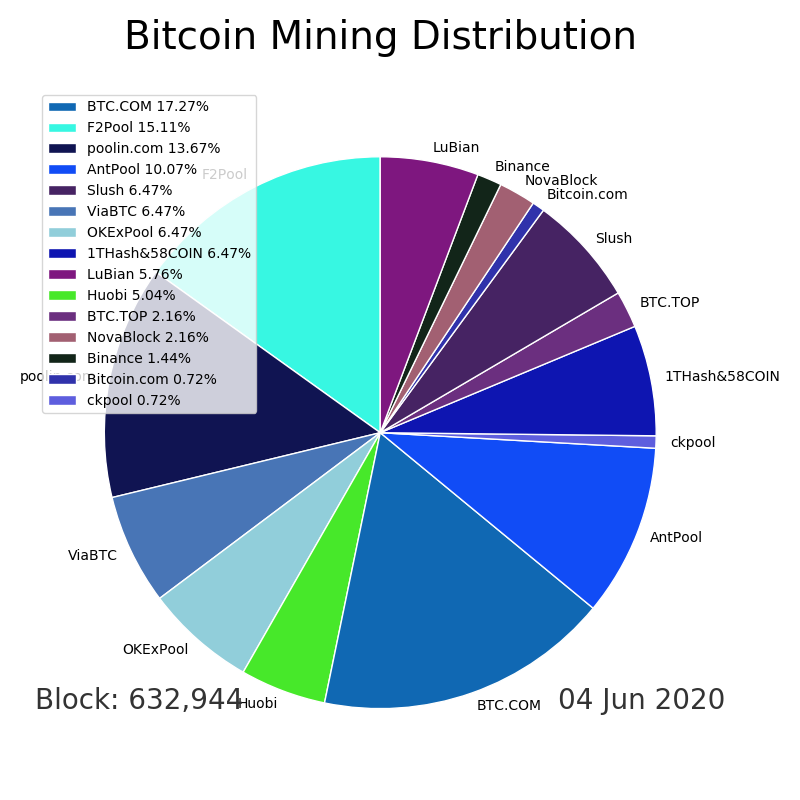 Bitcoin Mining Distribution
BTC.COM 17.27%
F2Pool 15.11%
poolin.com 13.67%
AntPool 10.07%
Slush 6.47%
ViaBTC 6.47%
OKExPool 6.47%
1THash&58COIN 6.47%
LuBian 5.76%
Huobi 5.04%
BTC.TOP 2.16%
NovaBlock 2.16%
Binance 1.44%
Bitcoin.com 0.72%
ckpool 0.72%
F2Pool
LuBian
Binance
NovaBlock
Bitcoin.com
Slush
BTC.TOP
1THash&58COIN
ckpool
AntPool
BTC.COM
Huobi
OKExPool
ViaBTC
poolin.com
Block: 632,944
04 Jun 2020